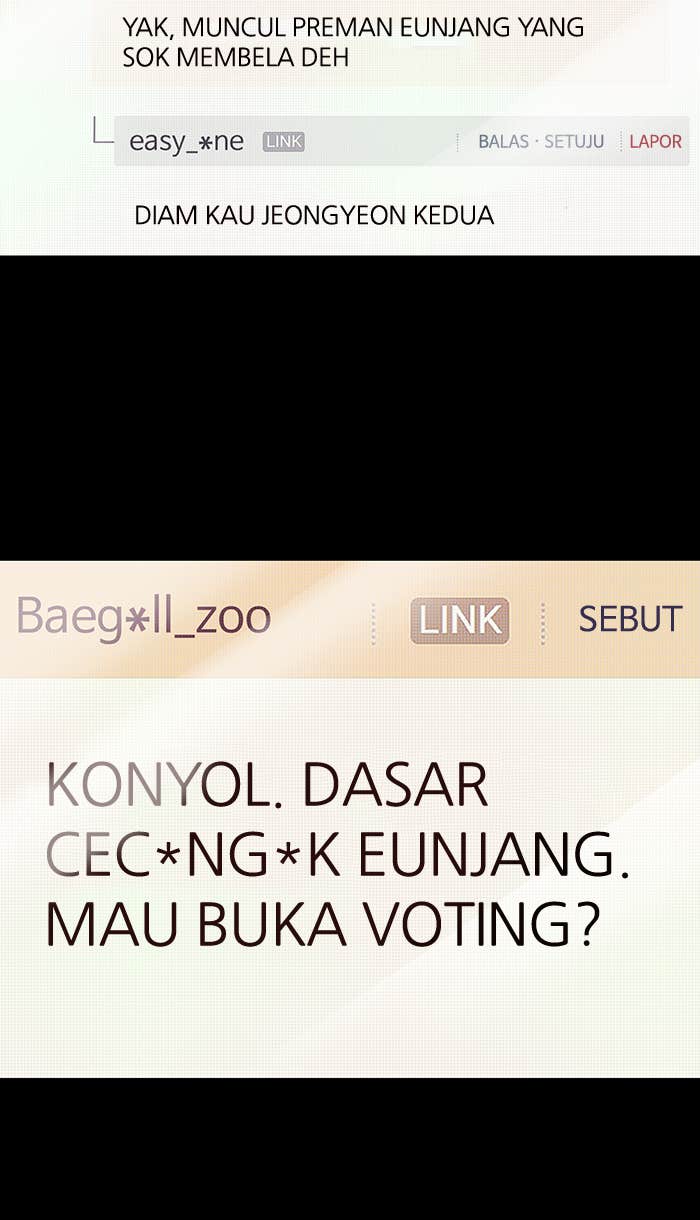 YAK, MUNCUL PREMAN EUNJANG YANG
SOK MEMBELA DEH
easy_*ne LINK BALAS · SETUJU LAPOR
DIAM KAU JEONGYEON KEDUA
Baeg*ll_zoo LINK SEBUT
KONYOL. DASAR
CEC*NG*K EUNJANG.
MAU BUKA VOTING?